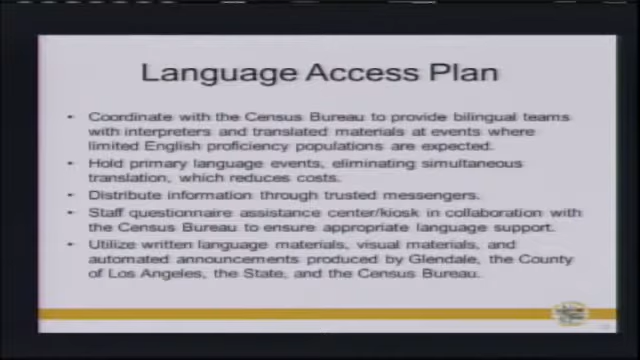 Language Access Plan
• Coordinate with the Census Bureau to provide bilingual teams
with interpreters and translated materials at events where
limited English proficiency populations are expected.
• Hold primary language events, eliminating simultaneous
translation, which reduces costs.
• Distribute information through trusted messengers.
• Staff questionnaire assistance center/kiosk in collaboration with
the Census Bureau to ensure appropriate language support.
• Utilize written language materials, visual materials, and
automated announcements produced by Glendale, the County
of Los Angeles, the State, and the Census Bureau.